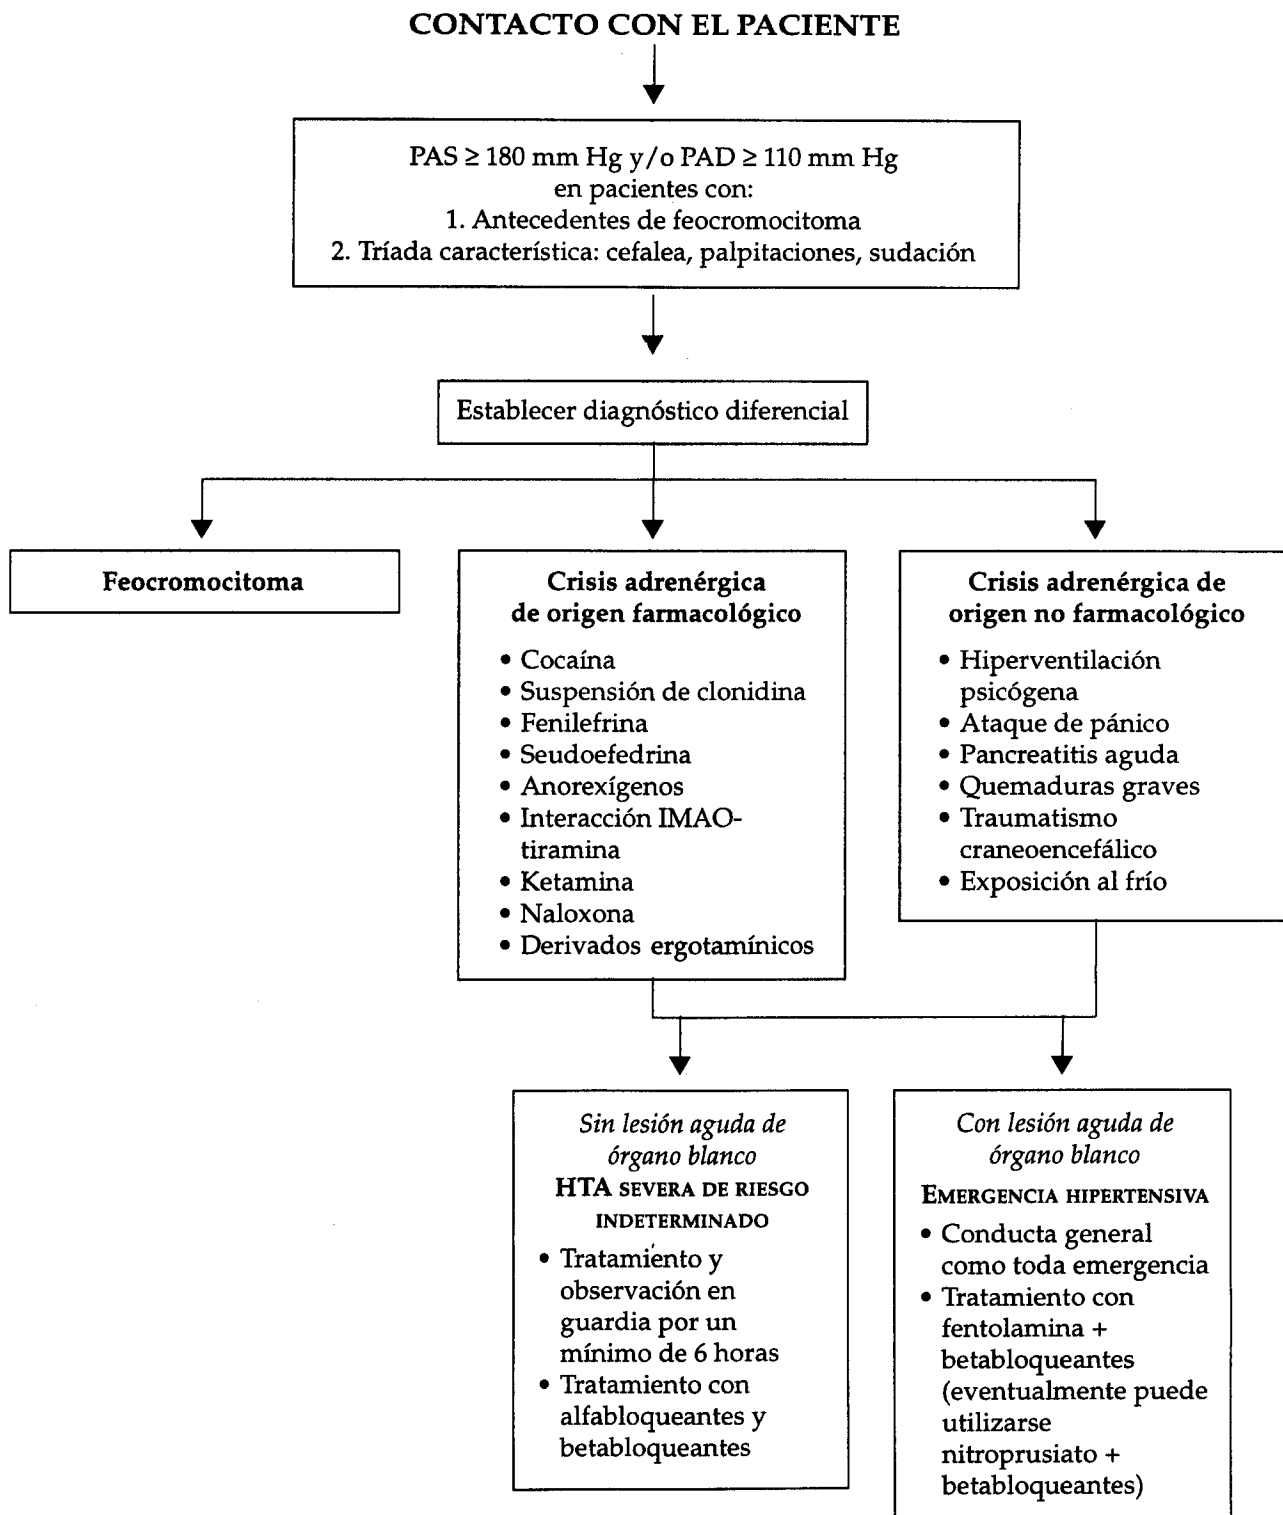 CONTACTO CON EL PACIENTE
PAS ≥ 180 mm Hg y/o PAD ≥ 110 mm Hg
en pacientes con:
1. Antecedentes de feocromocitoma
2. Tríada característica: cefalea, palpitaciones, sudación
Establecer diagnóstico diferencial
Feocromocitoma
Crisis adrenérgica
de origen farmacológico
• Cocaína
• Suspensión de clonidina
• Fenilefrina
• Seudoefedrina
• Anorexígenos
• Interacción IMAO-
tiramina
• Ketamina
• Naloxona
• Derivados ergotamínicos
Crisis adrenérgica de
origen no farmacológico
• Hiperventilación
psicógena
• Ataque de pánico
• Pancreatitis aguda
• Quemaduras graves
• Traumatismo
craneoencefálico
• Exposición al frío
Sin lesión aguda de
órgano blanco
HTA SEVERA DE RIESGO
INDETERMINADO
• Tratamiento y
observación en
guardia por un
mínimo de 6 horas
• Tratamiento con
alfabloqueantes y
betabloqueantes
Con lesión aguda de
órgano blanco
EMERGENCIA HIPERTENSIVA
• Conducta general
como toda emergencia
• Tratamiento con
fentolamina +
betabloqueantes
(eventualmente puede
utilizarse
nitroprusiato +
betabloqueantes)